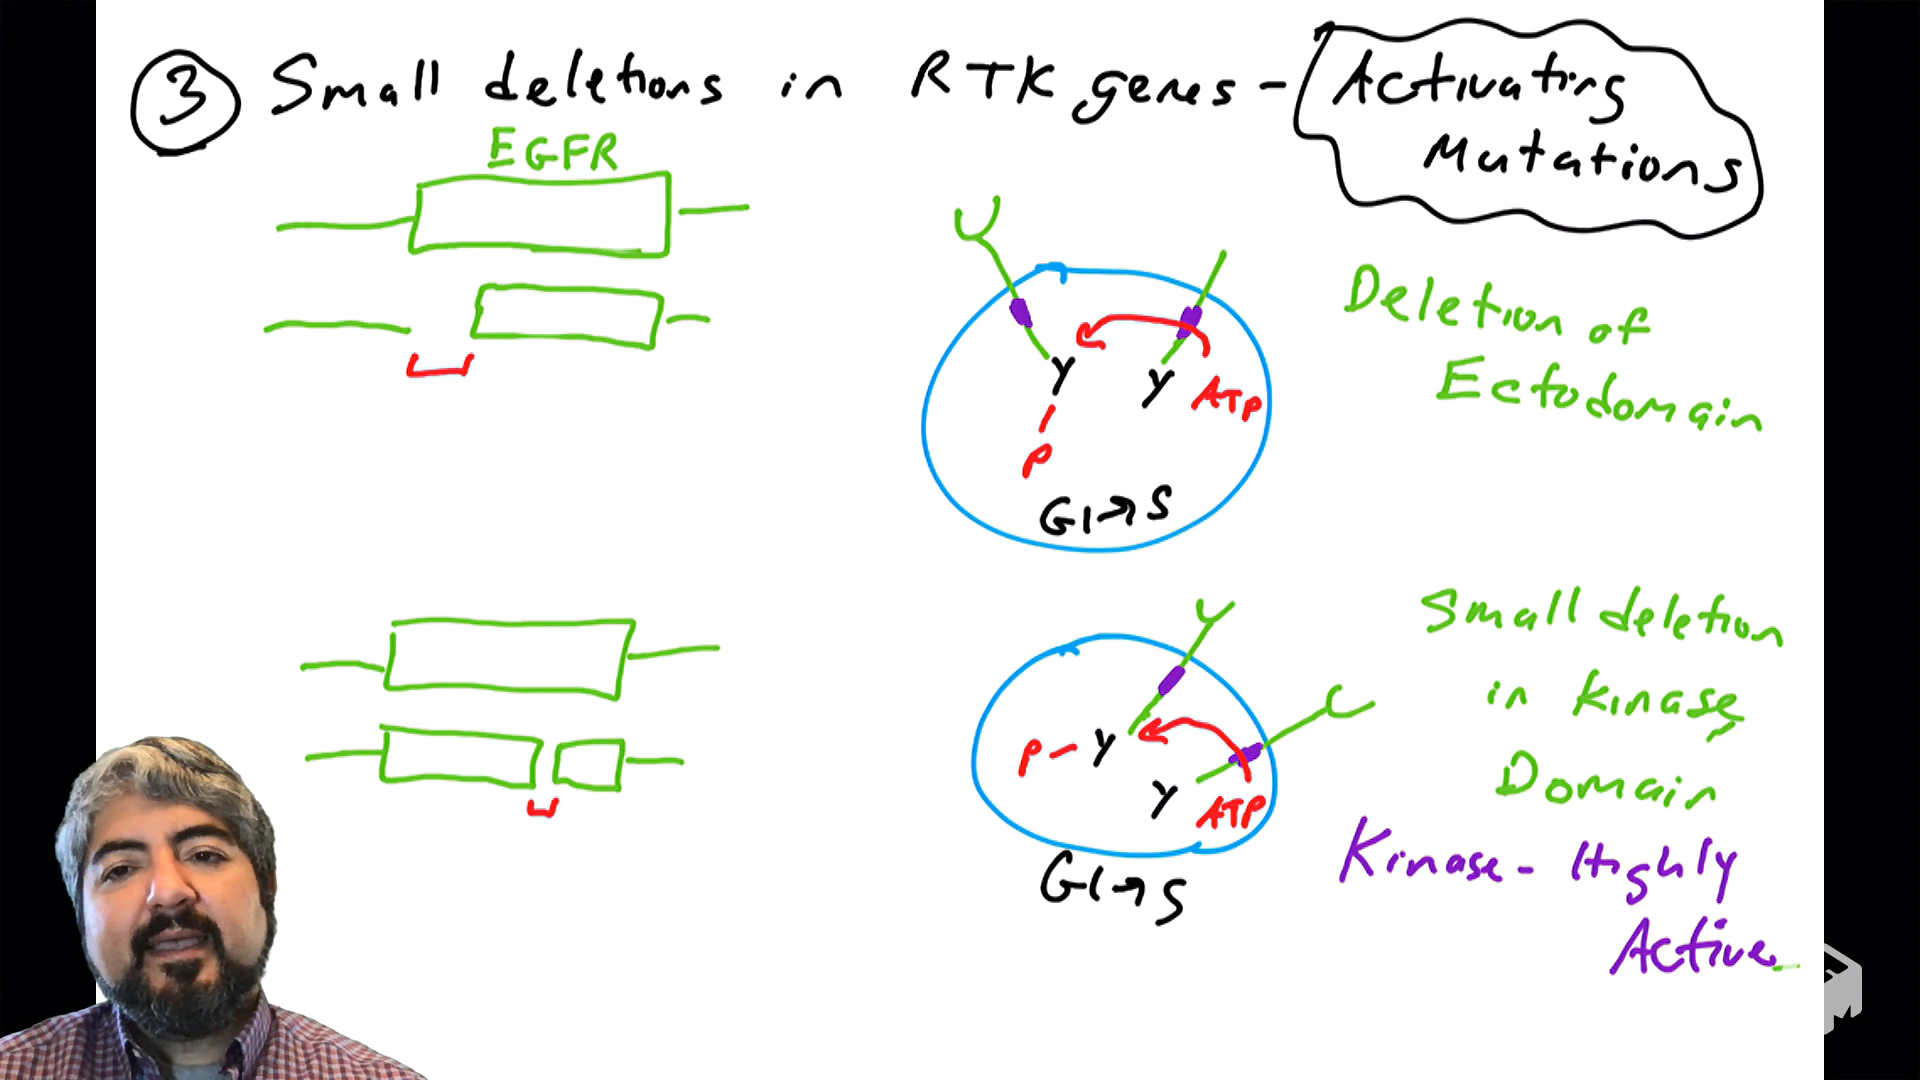 3 Small deletions in RTK genes - Activating
Mutations
EGFR
Deletion of
Ectodomain
Y
Y
ATP
P
G1→S
Small deletion
in kinase
Domain
P - Y
Y
ATP
G1→S
Kinase - Highly
Active